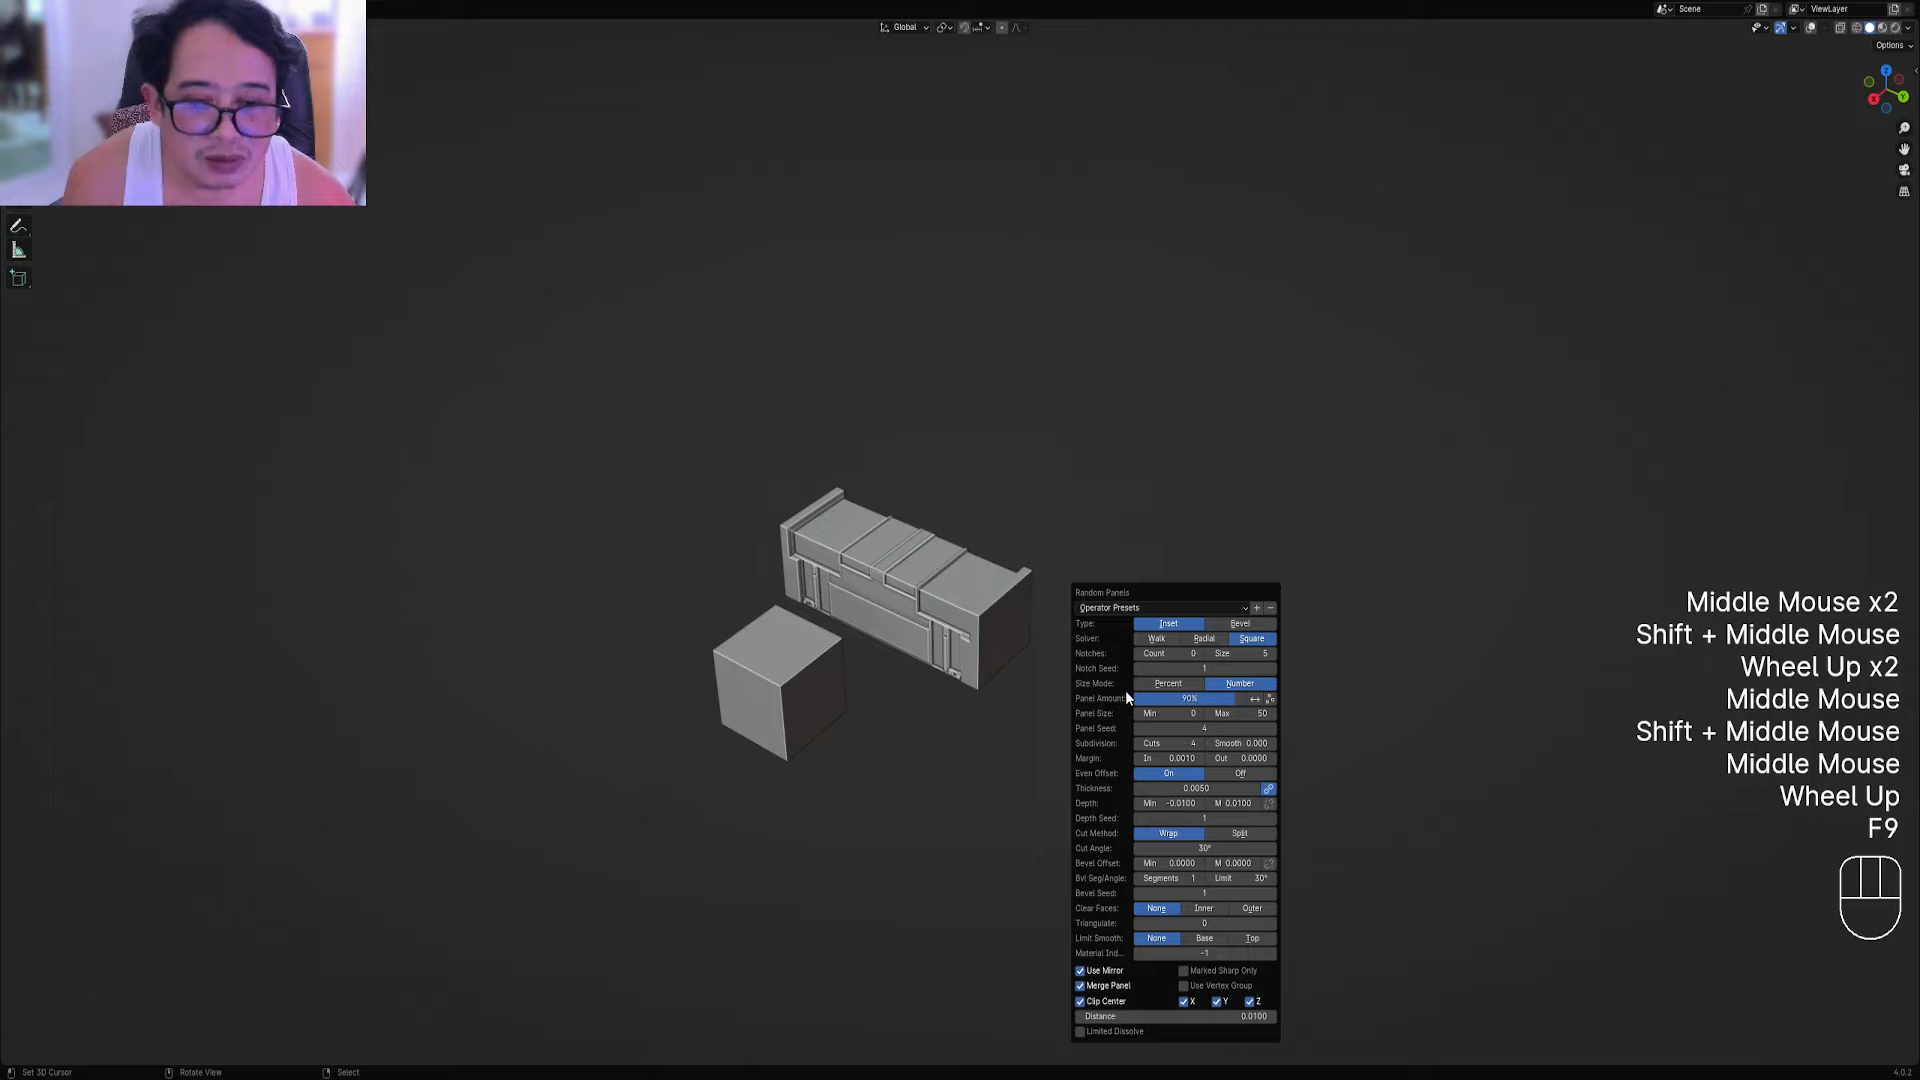 Scene
ViewLayer
Global
Options
Z
X
Y
Random Panels
Operator Presets
Type: Inset Bevel
Solver: Walk Radial Square
Notches: Count 0 Size 5
Notch Seed: 1
Size Mode: Percent Number
Panel Amount: 90%
Panel Size: Min 0 Max 50
Panel Seed: 4
Subdivision: Cuts 4 Smooth 0.000
Margin: In 0.0010 Out 0.0000
Even Offset: On Off
Thickness: 0.0050
Depth: Min -0.0100 M 0.0100
Depth Seed: 1
Cut Method: Wrap Split
Cut Angle: 30°
Bevel Offset: Min 0.0000 M 0.0000
Bvl Seg/Angle: Segments 1 Limit 30°
Bevel Seed: 1
Clear Faces: None Inner Outer
Triangulate: 0
Limit Smooth: None Base Top
Material Ind... -1
Use Mirror Marked Sharp Only
Merge Panel Use Vertex Group
Clip Center X Y Z
Distance 0.0100
Limited Dissolve
Middle Mouse x2
Shift + Middle Mouse
Wheel Up x2
Middle Mouse
Shift + Middle Mouse
Middle Mouse
Wheel Up
F9
Set 3D Cursor Rotate View Select 4.0.2